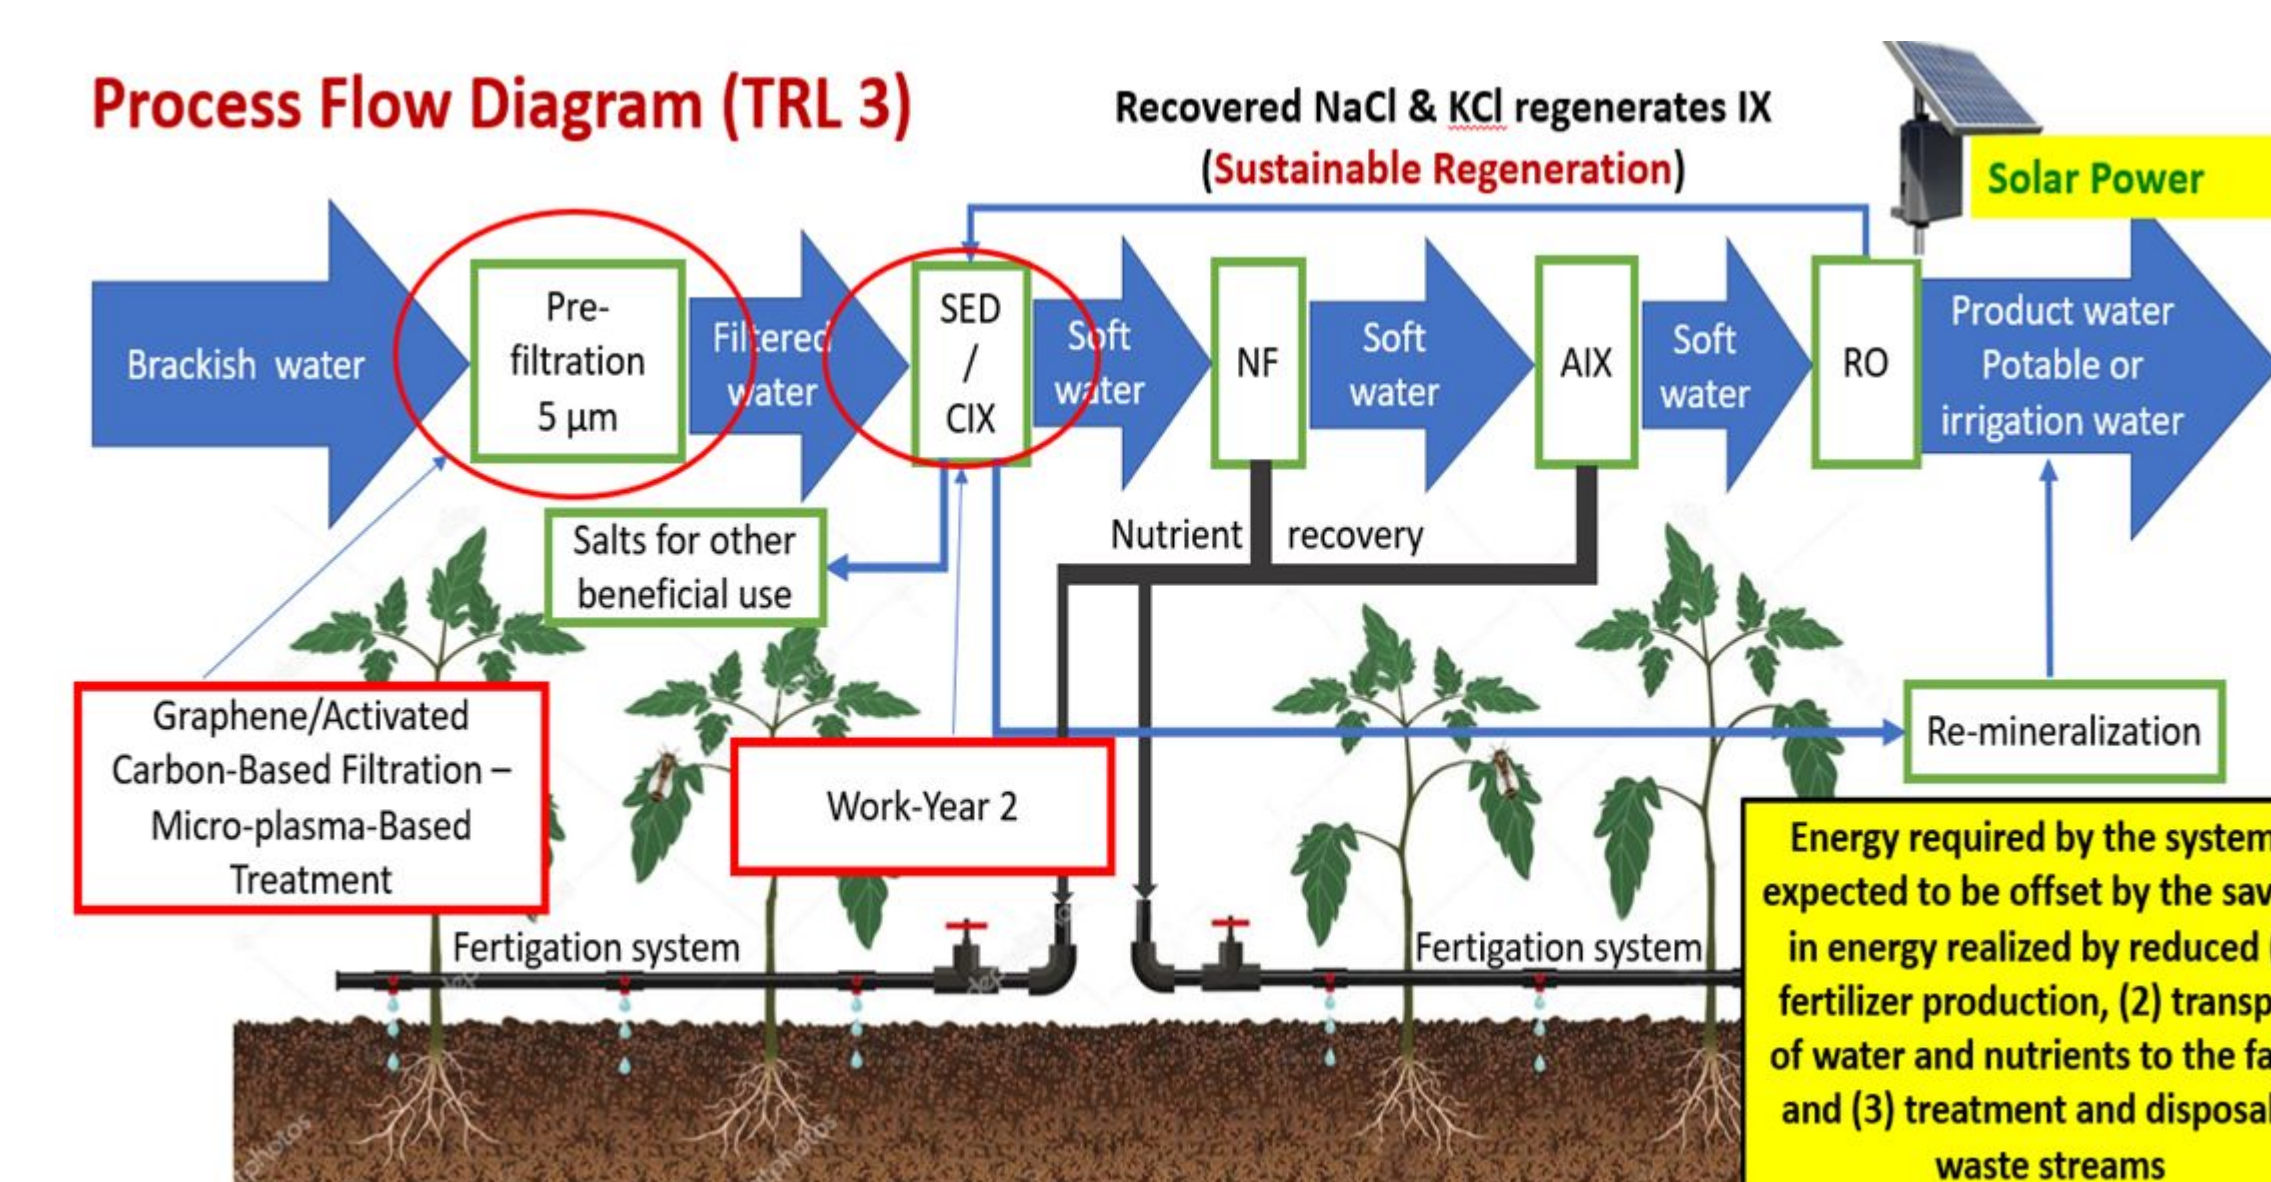 Process Flow Diagram (TRL 3)
Recovered NaCl & KCl regenerates IX
(Sustainable Regeneration)
Solar Power
Brackish water
Pre-
filtration
5 µm
Filtered
water
SED
/
CIX
Soft
water
NF
Soft
water
AIX
Soft
water
RO
Product water
Potable or
irrigation water
Salts for other
beneficial use
Nutrient recovery
Graphene/Activated
Carbon-Based Filtration –
Micro-plasma-Based
Treatment
Work-Year 2
Re-mineralization
Fertigation system
Fertigation system
Energy required by the system
expected to be offset by the
in energy realized by reduced
fertilizer production, (2)
of water and nutrients to the
and (3) treatment and disposal
waste streams